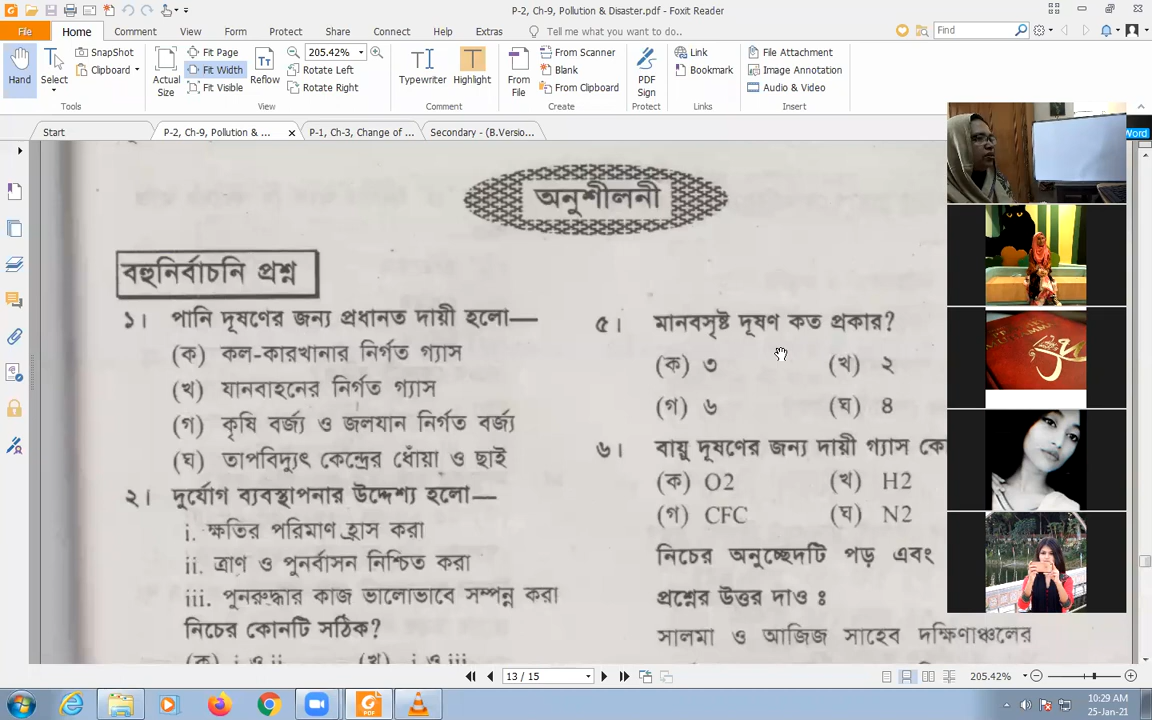 P-2, Ch-9, Pollution & Disaster.pdf - Foxit Reader
File Home Comment View Form Protect Share Connect Help Extras Tell me what you want to do... Find
Hand
Select
SnapShot
Clipboard
Actual Size
Fit Page
Fit Width
Fit Visible
Reflow
205.42%
Rotate Left
Rotate Right
Typewriter
Highlight
From File
From Scanner
Blank
From Clipboard
PDF Sign
Link
Bookmark
File Attachment
Image Annotation
Audio & Video
Tools View Comment Create Protect Links Insert
Start P-2, Ch-9, Pollution & ... P-1, Ch-3, Change of ... Secondary - (B.Versio...
Word
অনুশীলনী
বহুনির্বাচনি প্রশ্ন
১। পানি দূষণের জন্য প্রধানত দায়ী হলো—
(ক) কল-কারখানার নির্গত গ্যাস
(খ) যানবাহনের নির্গত গ্যাস
(গ) কৃষি বর্জ্য ও জলযান নির্গত বর্জ্য
(ঘ) তাপবিদ্যুৎ কেন্দ্রের ধোঁয়া ও ছাই
২। দুর্যোগ ব্যবস্থাপনার উদ্দেশ্য হলো—
i. ক্ষতির পরিমাণ হ্রাস করা
ii. ত্রাণ ও পুনর্বাসন নিশ্চিত করা
iii. পুনরুদ্ধার কাজ ভালোভাবে সম্পন্ন করা
নিচের কোনটি সঠিক?
(ক) i ও ii (খ) i ও iii
৫। মানবসৃষ্ট দূষণ কত প্রকার?
(ক) ৩ (খ) ২
(গ) ৬ (ঘ) ৪
৬। বায়ু দূষণের জন্য দায়ী গ্যাস কো
(ক) O2 (খ) H2
(গ) CFC (ঘ) N2
নিচের অনুচ্ছেদটি পড় এবং
প্রশ্নের উত্তর দাও ঃ
সালমা ও আজিজ সাহেব দক্ষিণাঞ্চলের
13 / 15
205.42%
10:29 AM
25-Jan-21